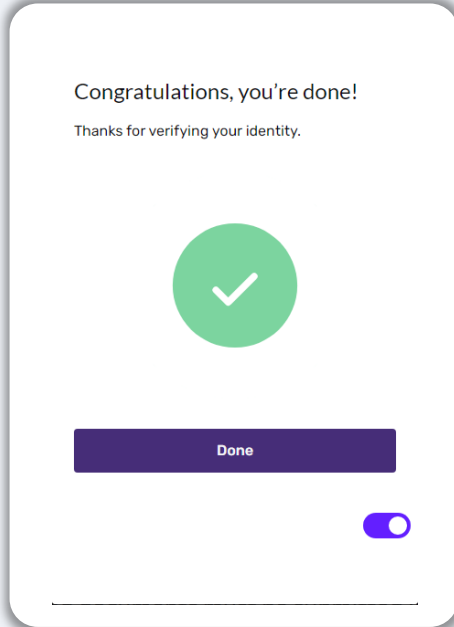 Congratulations, you’re done!
Thanks for verifying your identity.
Done